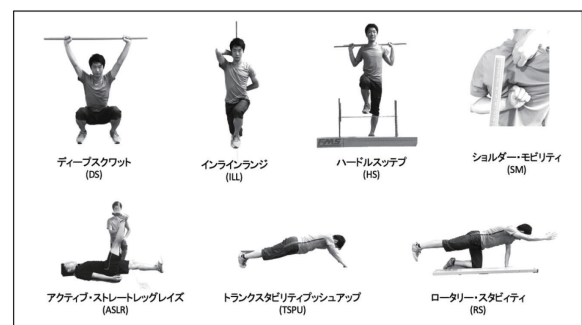 ディープスクワット
(DS)
インラインランジ
(ILL)
ハードルスッテプ
(HS)
ショルダー・モビリティ
(SM)
FMS
アクティブ・ストレートレッグレイズ
(ASLR)
トランクスタビリティプッシュアップ
(TSPU)
ロータリー・スタビィティ
(RS)